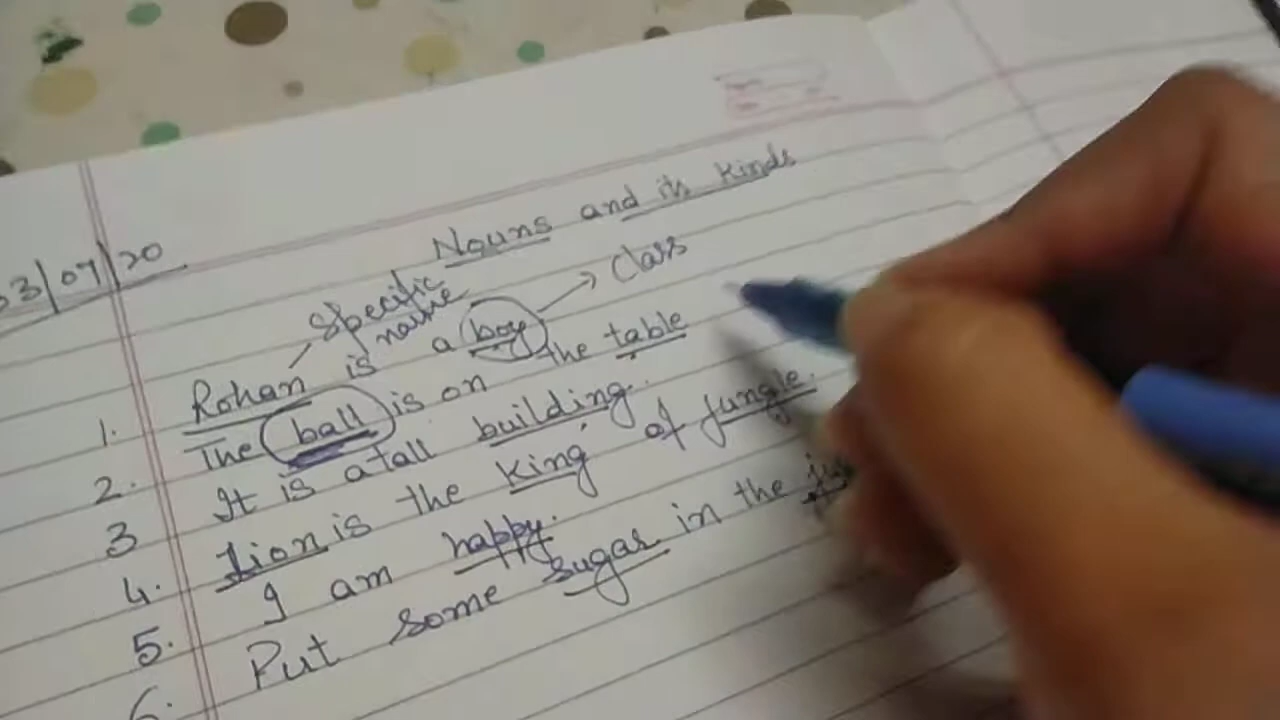 03/07/20
Nouns and its Kinds
Specific name
Class
1. Rohan is a boy
2. The ball is on the table
3 It is a tall building.
4. Lion is the King of Jungle.
5. I am happy.
6. Put some sugar in the